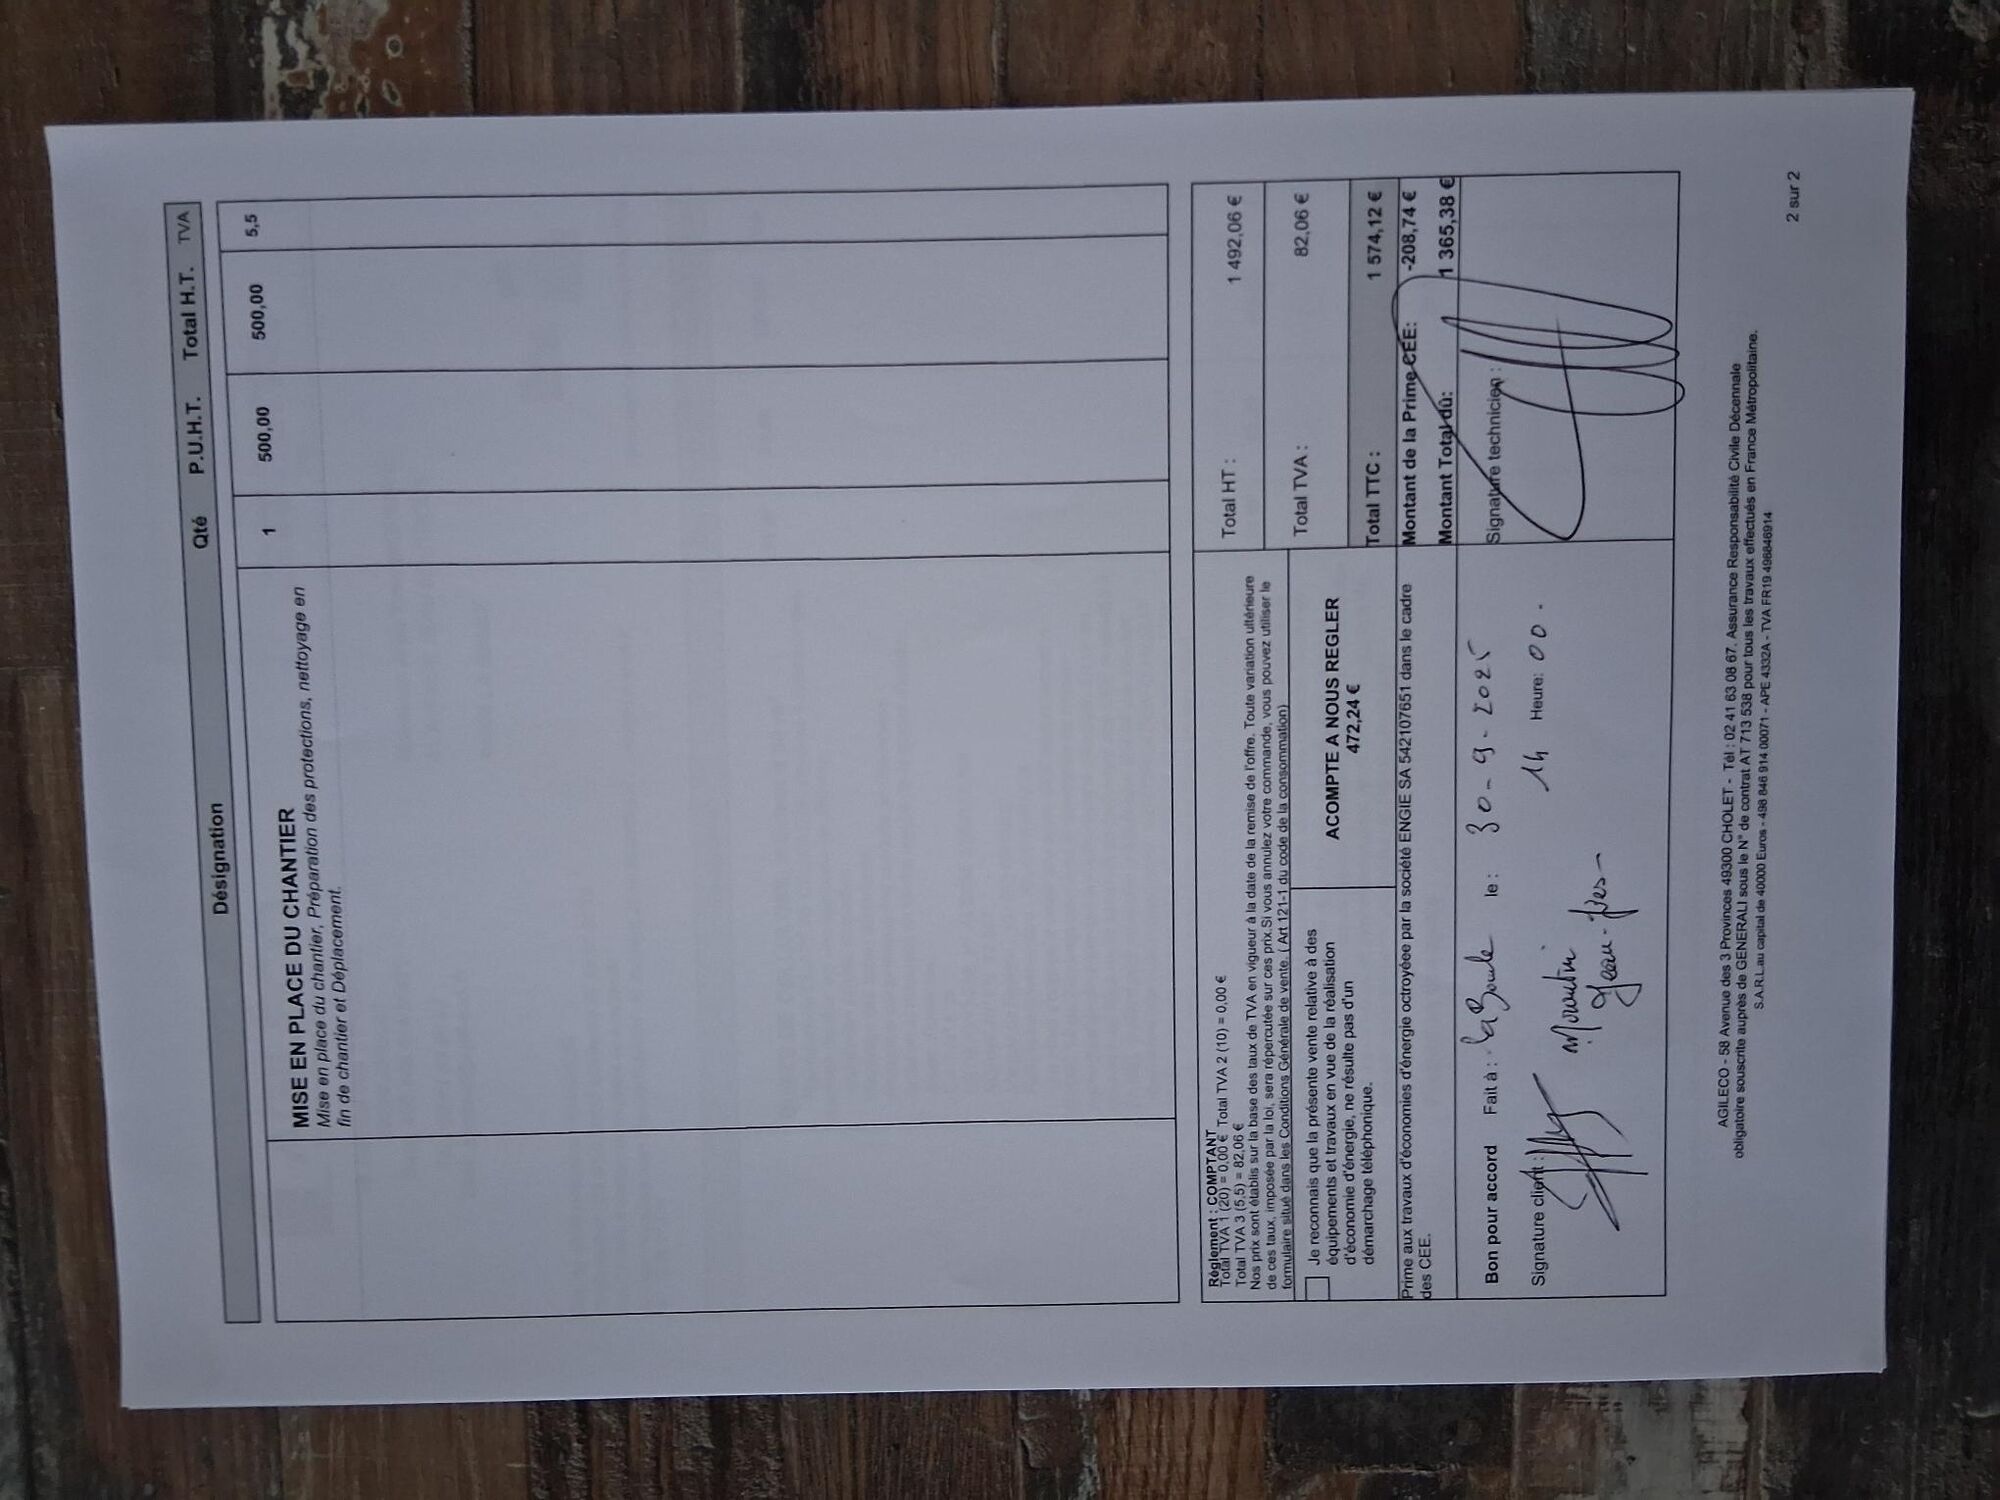 Désignation Qté P.U.H.T. Total H.T. TVA
MISE EN PLACE DU CHANTIER 1 500,00 500,00 5,5
Mise en place du chantier, Préparation des protections, nettoyage en
fin de chantier et Déplacement.
Réglement : COMPTANT
Total TVA 1 (20) = 0,00 € Total TVA 2 (10) = 0,00 €
Total TVA 3 (5,5) = 82,06 €
Nos prix sont établis sur la base des taux de TVA en vigueur à la date de la remise de l'offre. Toute variation ultérieure
de ces taux, imposée par la loi, sera répercutée sur ces prix.Si vous annulez votre commande, vous pouvez utiliser le
formulaire situé dans les Conditions Générale de vente. ( Art 121-1 du code de la consommation)
Total HT : 1 492,06 €
Total TVA : 82,06 €
Total TTC : 1 574,12 €
Montant de la Prime CEE: -208,74 €
Montant Total dû: 1 365,38 €
Je reconnais que la présente vente relative à des
équipements et travaux en vue de la réalisation
d'économie d'énergie, ne résulte pas d'un
démarchage téléphonique.
ACOMPTE A NOUS REGLER
472,24 €
Prime aux travaux d'économies d'énergie octroyéee par la société ENGIE SA 542107651 dans le cadre
des CEE.
Bon pour accord Fait à : la Boule le : 30-9-2025
Signature client : 14 Heure: 00.
Jean-Yves
Signature technicien :
AGILECO - 58 Avenue des 3 Provinces 49300 CHOLET - Tél : 02 41 63 08 67. Assurance Responsabilité Civile Décennale
obligatoire souscrite auprès de GENERALI sous le N° de contrat AT 713 538 pour tous les travaux effectués en France Métropolitaine.
S.A.R.L au capital de 40000 Euros - 498 846 914 00071 - APE 4332A - TVA FR19 498846914
2 sur 2